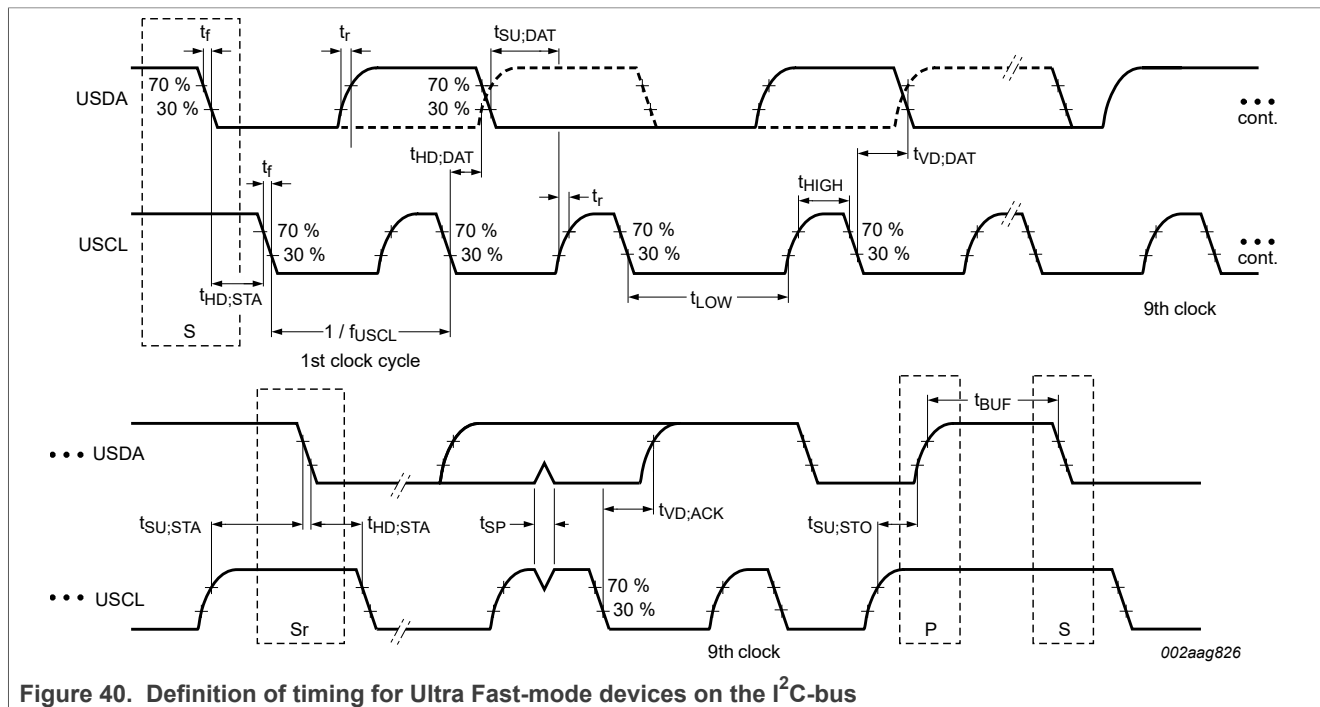 tf tr tSU;DAT
70 % 30 % 70 % 30 %
USDA
••• cont.
tHD;DAT tVD;DAT
tf tr tHIGH
70 % 30 % 70 % 30 % 70 % 30 % 70 % 30 %
USCL
••• cont.
tHD;STA tLOW
S 1 / fUSCL 9th clock
1st clock cycle
tBUF
••• USDA
tSU;STA tHD;STA tSP tVD;ACK tSU;STO
70 % 30 %
••• USCL
Sr P S
9th clock 002aag826
Figure 40. Definition of timing for Ultra Fast-mode devices on the I²C-bus